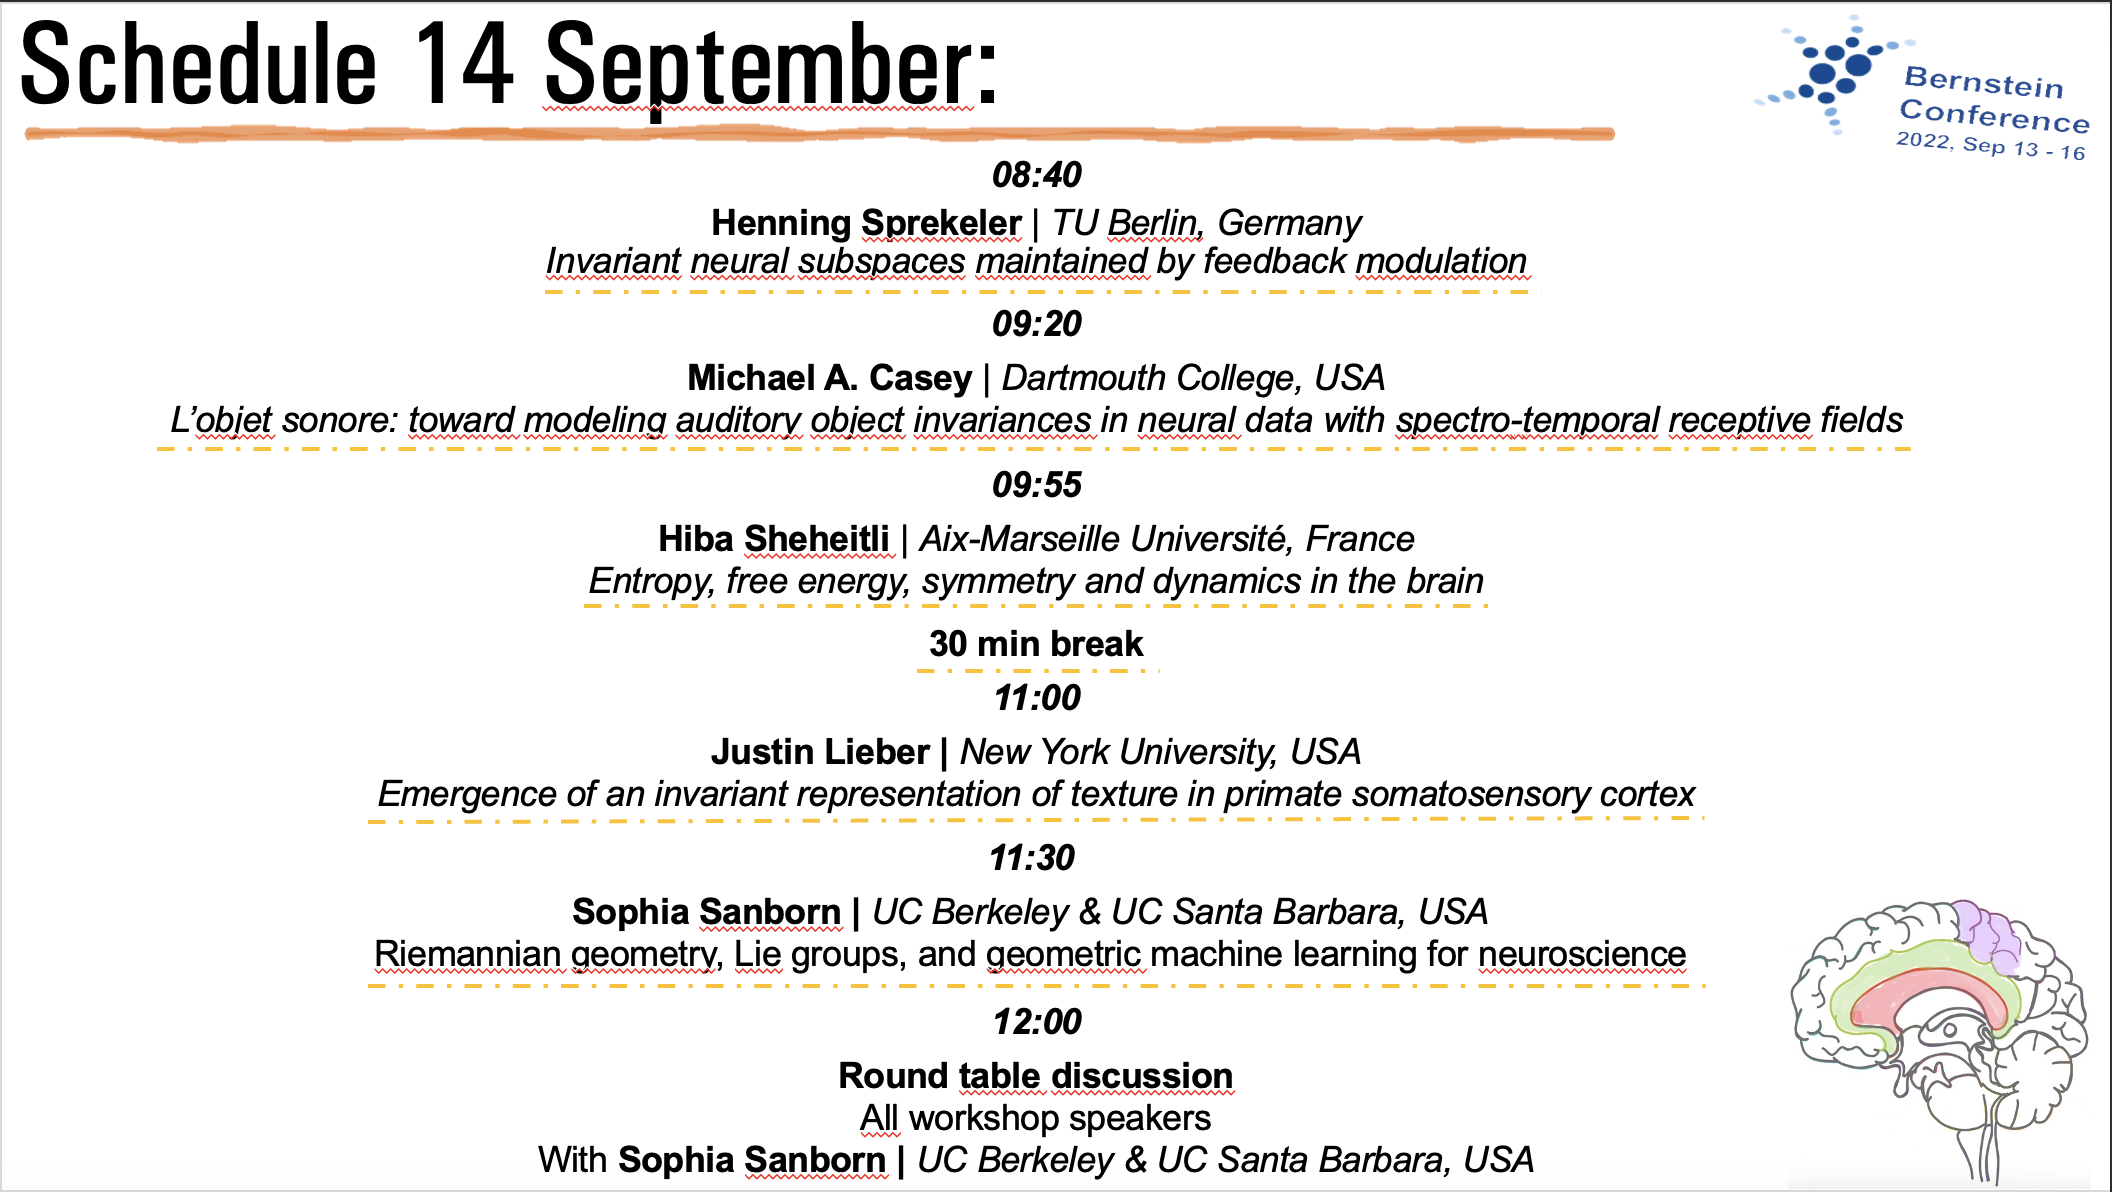 Schedule 14 September:
Bernstein
Conference
2022, Sep 13 - 16
08:40
Henning Sprekeler | TU Berlin, Germany
Invariant neural subspaces maintained by feedback modulation
09:20
Michael A. Casey | Dartmouth College, USA
L’objet sonore: toward modeling auditory object invariances in neural data with spectro-temporal receptive fields
09:55
Hiba Sheheitli | Aix-Marseille Université, France
Entropy, free energy, symmetry and dynamics in the brain
30 min break
11:00
Justin Lieber | New York University, USA
Emergence of an invariant representation of texture in primate somatosensory cortex
11:30
Sophia Sanborn | UC Berkeley & UC Santa Barbara, USA
Riemannian geometry, Lie groups, and geometric machine learning for neuroscience
12:00
Round table discussion
All workshop speakers
With Sophia Sanborn | UC Berkeley & UC Santa Barbara, USA